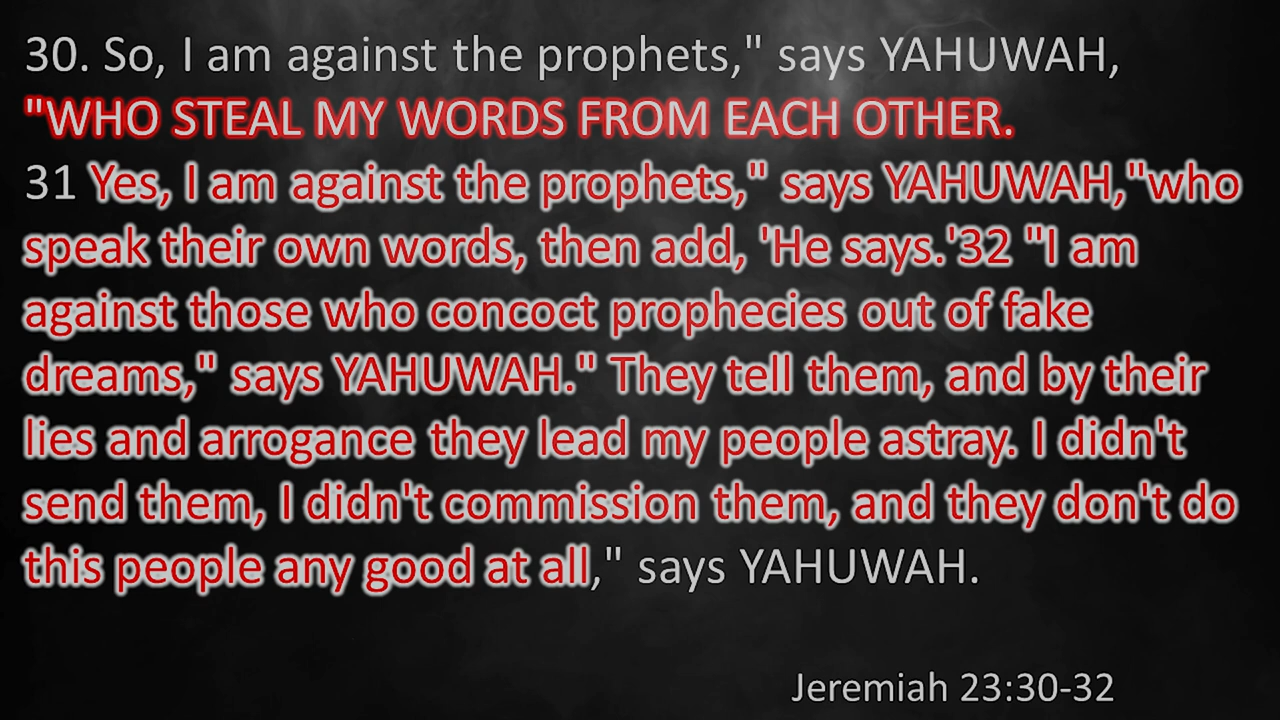 30. So, I am against the prophets," says YAHUWAH,
"WHO STEAL MY WORDS FROM EACH OTHER.
31 Yes, I am against the prophets," says YAHUWAH,"who
speak their own words, then add, 'He says.'32 "I am
against those who concoct prophecies out of fake
dreams," says YAHUWAH." They tell them, and by their
lies and arrogance they lead my people astray. I didn't
send them, I didn't commission them, and they don't do
this people any good at all," says YAHUWAH.
Jeremiah 23:30-32